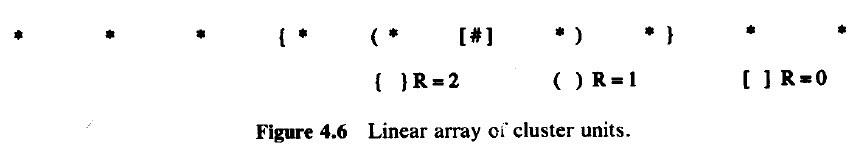 * * * { * ( * [#] * ) * } * *
{ } R=2 ( ) R=1 [ ] R=0
Figure 4.6 Linear array of cluster units.